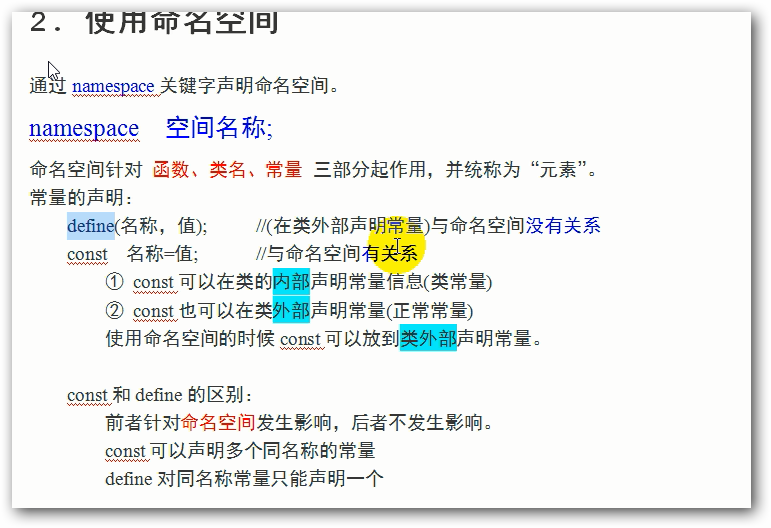 2．使用命名空间
通过 namespace 关键字声明命名空间。
namespace 空间名称;
命名空间针对 函数、类名、常量 三部分起作用，并统称为“元素”。
常量的声明：
define(名称，值); //(在类外部声明常量)与命名空间没有关系
const 名称=值; //与命名空间有关系
① const 可以在类的内部声明常量信息(类常量)
② const 也可以在类外部声明常量(正常常量)
使用命名空间的时候 const 可以放到类外部声明常量。
const 和 define 的区别：
前者针对命名空间发生影响，后者不发生影响。
const 可以声明多个同名称的常量
define 对同名称常量只能声明一个